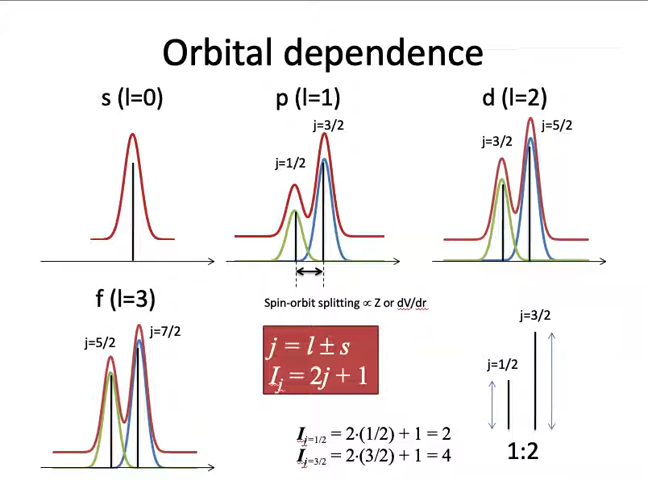 Orbital dependence
s (l=0)
p (l=1)
d (l=2)
j=3/2
j=1/2
j=5/2
j=3/2
f (l=3)
Spin-orbit splitting ∝ Z or dV/dr
j=7/2
j=5/2
j = l ± s
I_j = 2j + 1
j=3/2
j=1/2
I_j=1/2 = 2·(1/2) + 1 = 2
I_j=3/2 = 2·(3/2) + 1 = 4
1:2